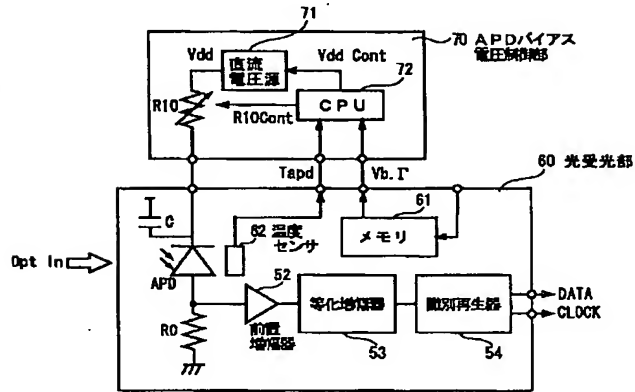 71
70 APDバイアス
電圧制御部
Vdd
直流
電圧源
Vdd Cont
72
CPU
R10
R10Cont
Tapd
Vb.Γ
60 光受光部
61
メモリ
C
62 温度
センサ
Opt In
APD
52
前置
増幅器
等化増幅器
53
識別再生器
54
DATA
CLOCK
R0